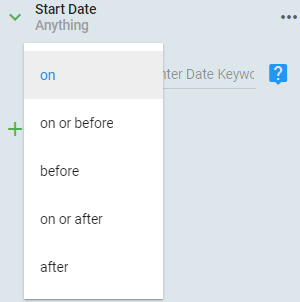 Start Date
Anything
on
nter Date Keywo
on or before
before
on or after
after